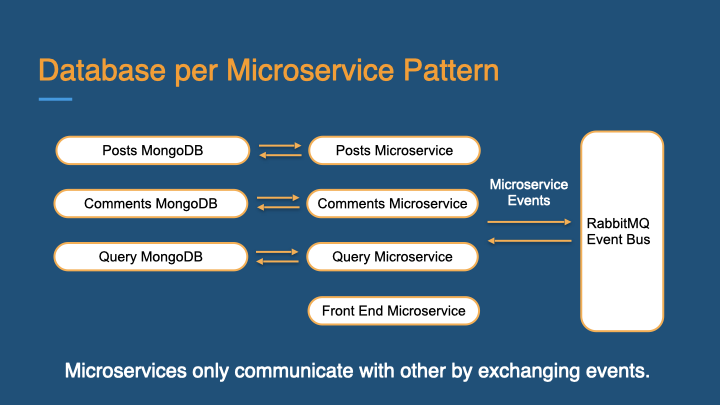 Database per Microservice Pattern
Posts MongoDB
Posts Microservice
Comments MongoDB
Comments Microservice
Query MongoDB
Query Microservice
Front End Microservice
Microservice
Events
RabbitMQ
Event Bus
Microservices only communicate with other by exchanging events.